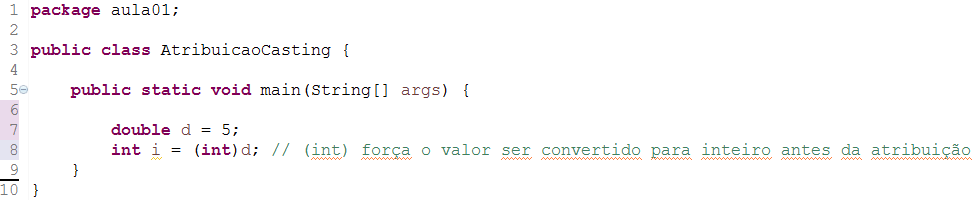 1 package aula01;
2
3 public class AtribuicaoCasting {
4
5 public static void main(String[] args) {
6
7 double d = 5;
8 int i = (int)d; // (int) força o valor ser convertido para inteiro antes da atribuição
9 }
10 }